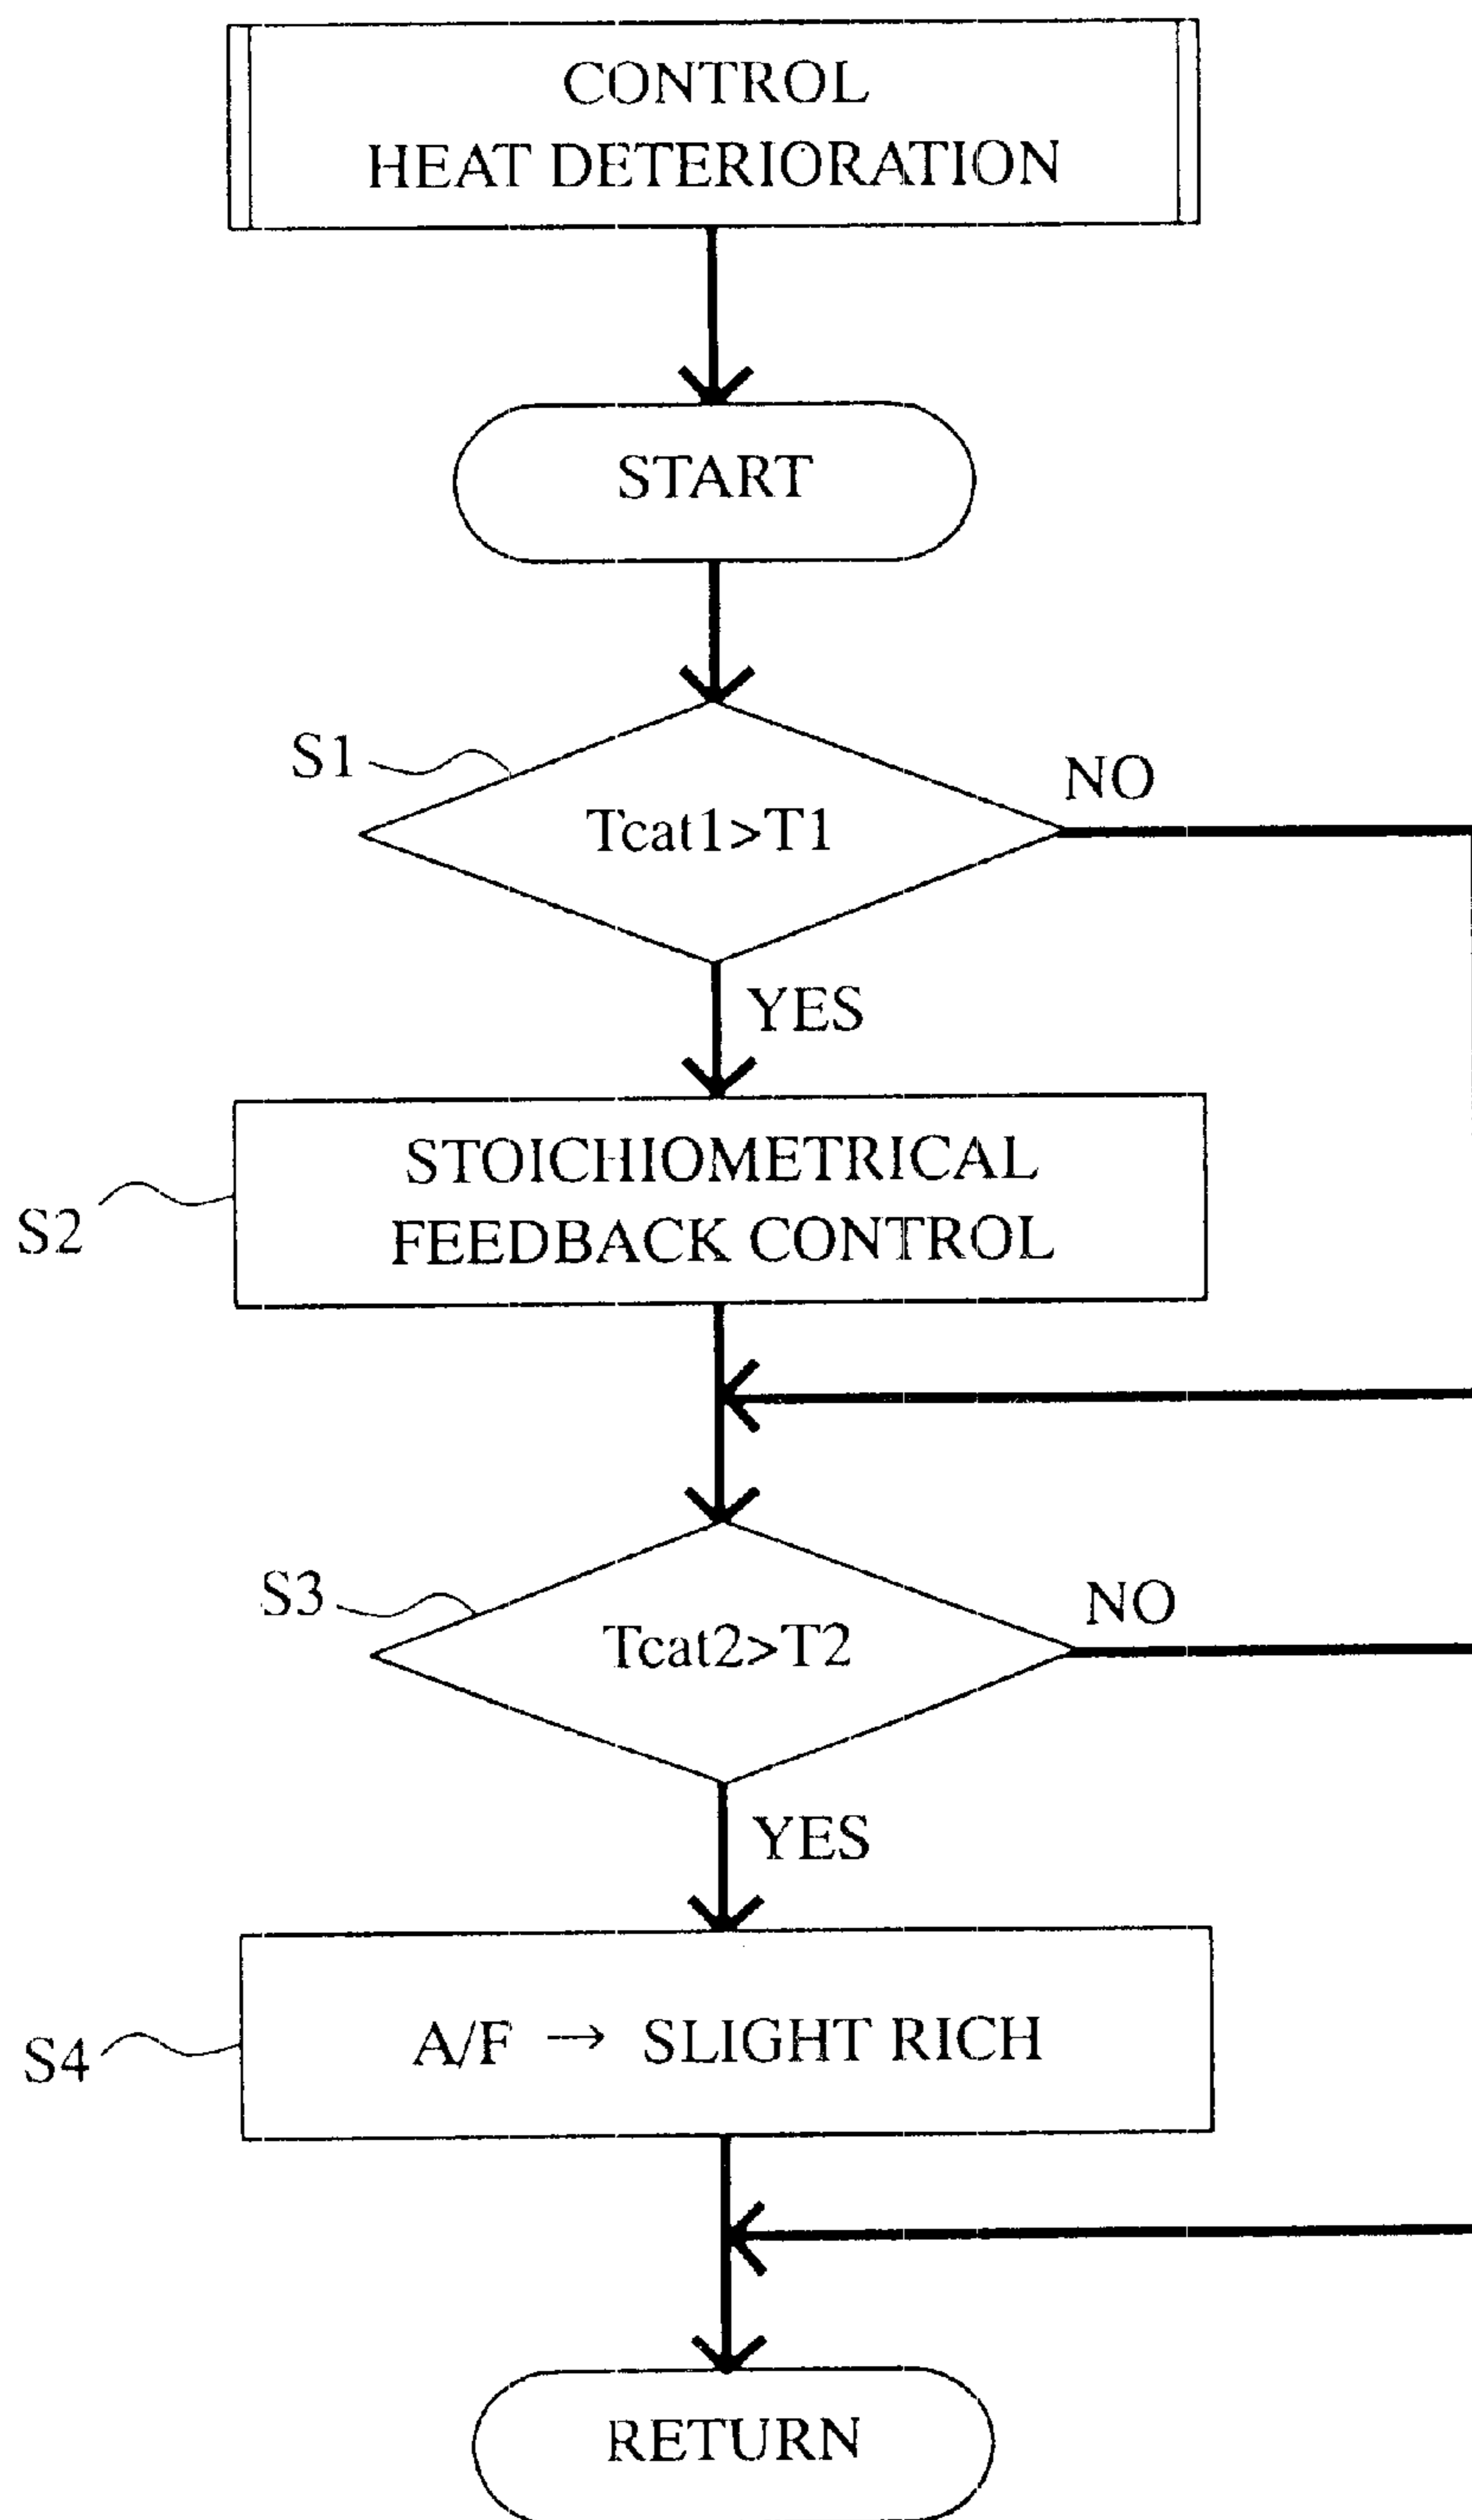 CONTROL
HEAT DETERIORATION
START
S1
Tcat1>T1
NO
YES
S2
STOICHIOMETRICAL
FEEDBACK CONTROL
S3
Tcat2>T2
NO
YES
S4
A/F → SLIGHT RICH
RETURN